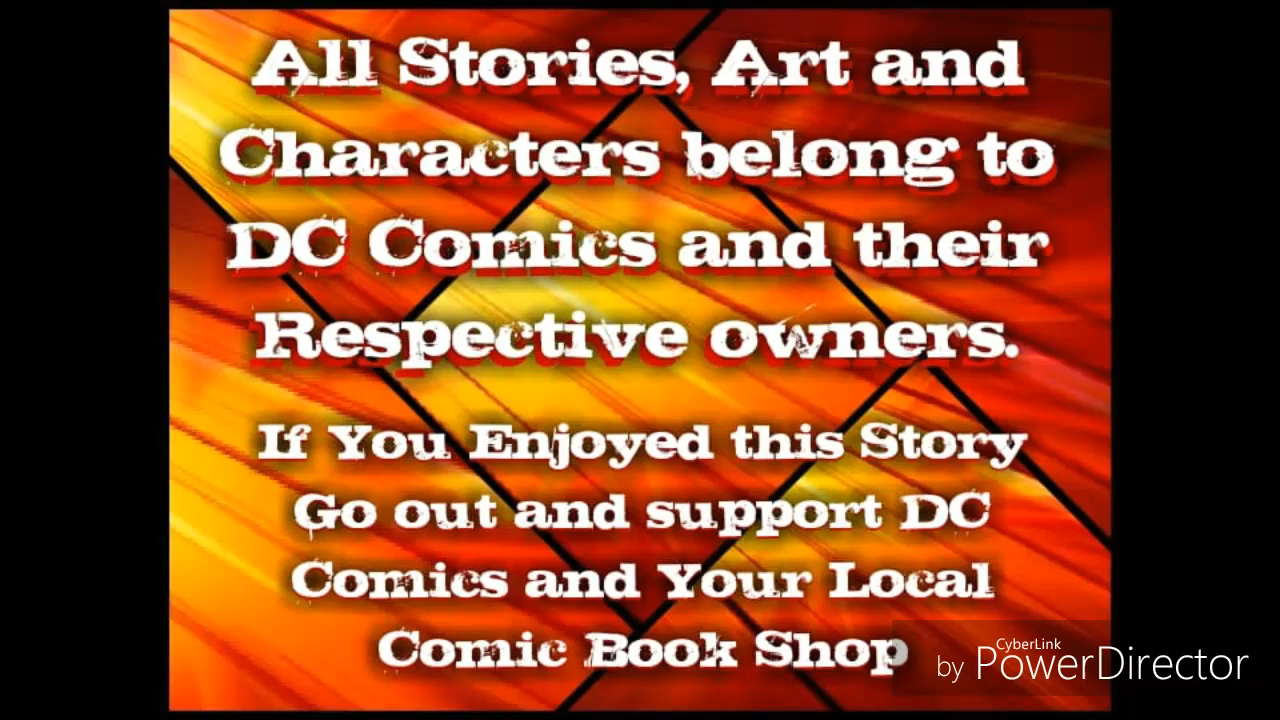 All Stories, Art and
Characters belong to
DC Comics and their
Respective owners.
If You Enjoyed this Story
Go out and support DC
Comics and Your Local
Comic Book Shop
CyberLink
by PowerDirector